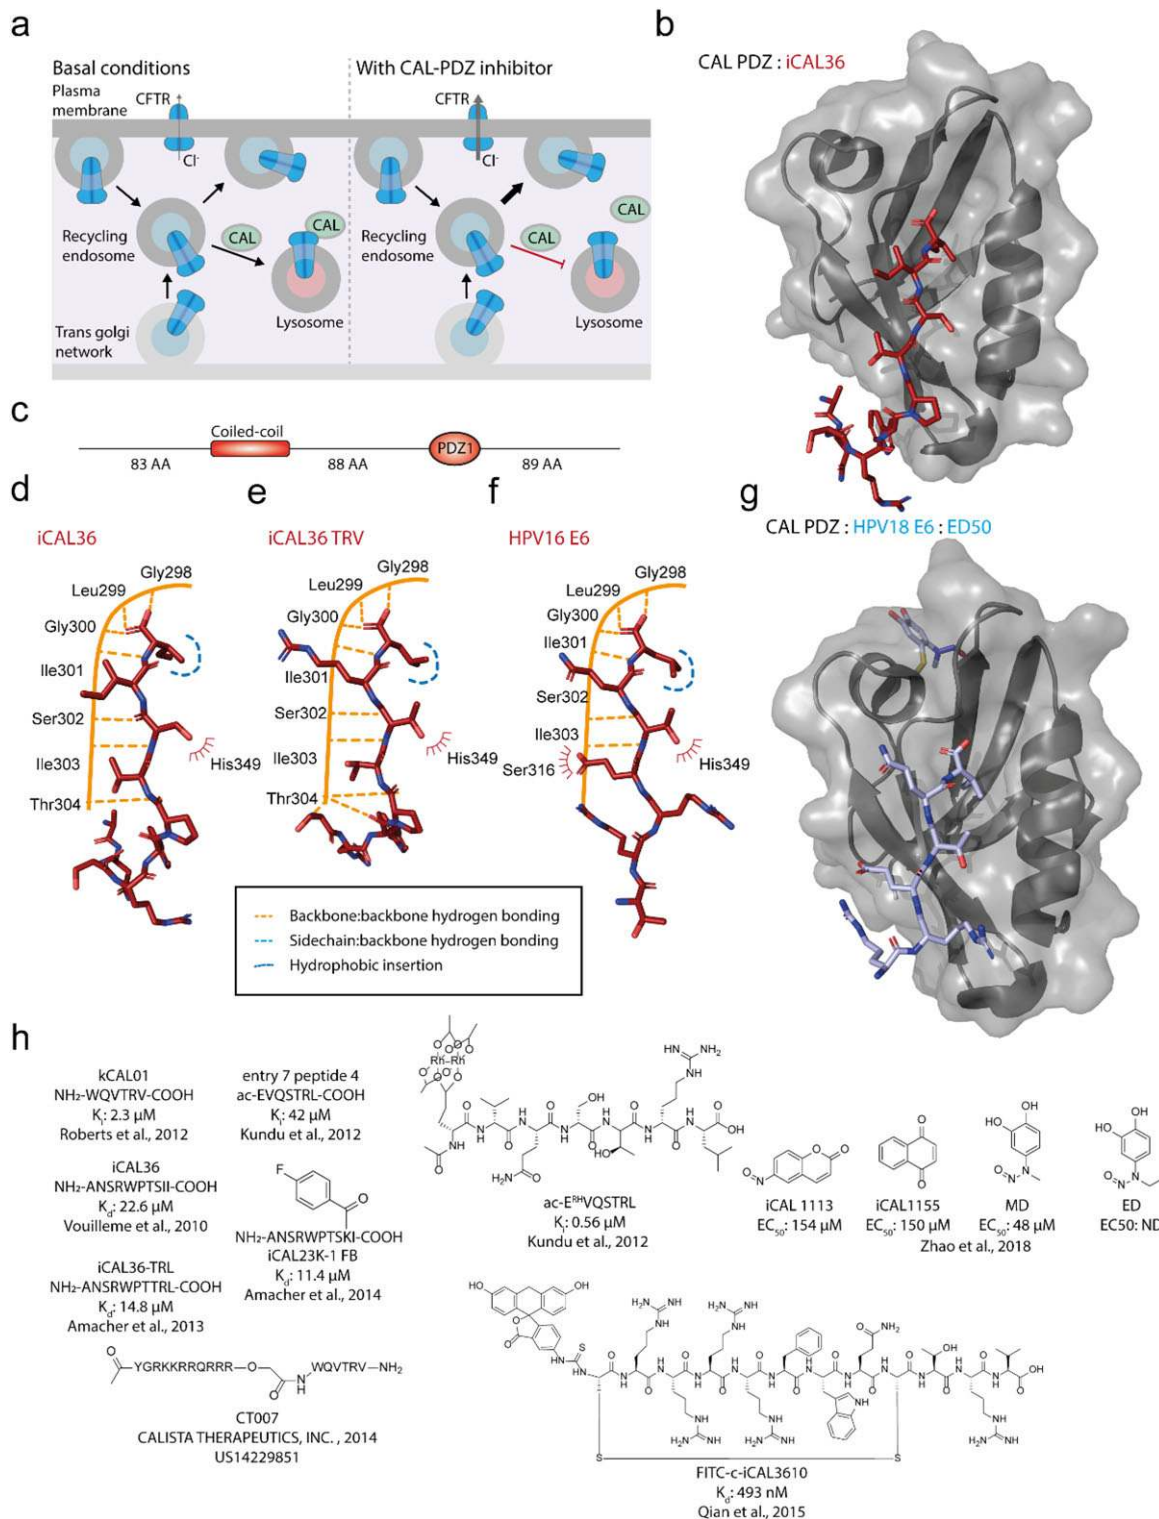 a
Basal conditions
With CAL-PDZ inhibitor
Plasma
membrane
CFTR
CFTR
Cl-
Cl-
CAL
CAL
CAL
CAL
Recycling
endosome
Recycling
endosome
Lysosome
Lysosome
Trans golgi
network
b
CAL PDZ : iCAL36
c
Coiled-coil
PDZ1
83 AA
88 AA
89 AA
d
iCAL36
Gly298
Leu299
Gly300
Ile301
Ser302
Ile303
Thr304
His349
e
iCAL36 TRV
Gly298
Leu299
Gly300
Ile301
Ser302
Ile303
Thr304
His349
f
HPV16 E6
Gly298
Leu299
Gly300
Ile301
Ser302
Ile303
Ser316
His349
Backbone:backbone hydrogen bonding
Sidechain:backbone hydrogen bonding
Hydrophobic insertion
g
CAL PDZ : HPV18 E6 : ED50
h
kCAL01
NH₂-WQVTRV-COOH
Kᵢ: 2.3 µM
Roberts et al., 2012
entry 7 peptide 4
ac-EVQSTRL-COOH
Kᵢ: 42 µM
Kundu et al., 2012
iCAL36
NH₂-ANSRWPTSII-COOH
K_d: 22.6 µM
Vouilleme et al., 2010
F
O
NH₂-ANSRWPTSKI-COOH
iCAL23K-1 FB
K_d: 11.4 µM
Amacher et al., 2014
iCAL36-TRL
NH₂-ANSRWPTTRL-COOH
K_d: 14.8 µM
Amacher et al., 2013
ac-E^RH VQSTRL
Kᵢ: 0.56 µM
Kundu et al., 2012
iCAL 1113
EC₅₀: 154 µM
iCAL1155
EC₅₀: 150 µM
MD
EC₅₀: 48 µM
ED
EC50: ND
Zhao et al., 2018
YGRKKRRQRRR
O
WQVTRV-NH₂
CT007
CALISTA THERAPEUTICS, INC. , 2014
US14229851
FITC-c-iCAL3610
K_d: 493 nM
Qian et al., 2015